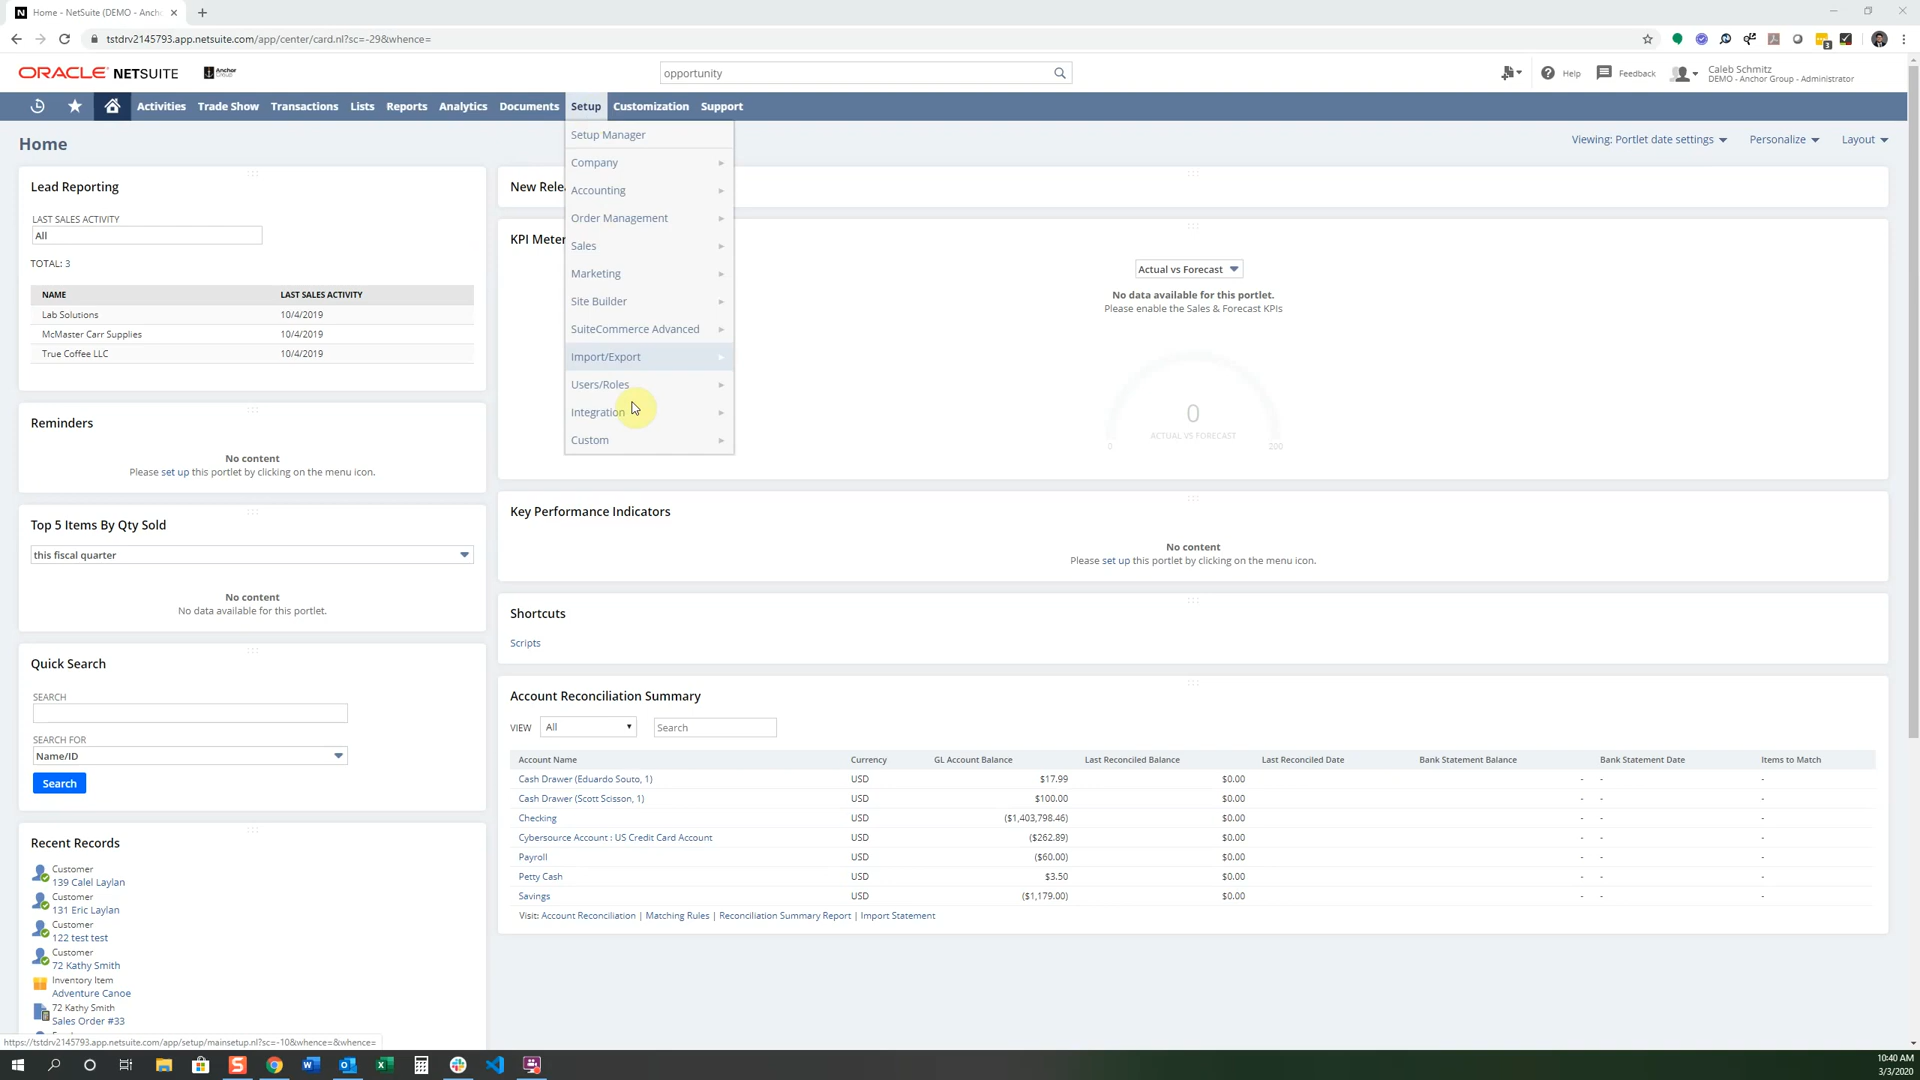 Home - NetSuite (DEMO - Ancho
tstdrv2145793.app.netsuite.com/app/center/card.nl?sc=-29&whence=
3
ORACLE NETSUITE
Anchor
opportunity
Help
Feedback
Caleb Schmitz
DEMO - Anchor Group - Administrator
Activities
Trade Show
Transactions
Lists
Reports
Analytics
Documents
Setup
Customization
Support
Home
Viewing: Portlet date settings
Personalize
Layout
Setup Manager
Company
Accounting
Order Management
Sales
Marketing
Site Builder
SuiteCommerce Advanced
Import/Export
Users/Roles
Integration
Custom
Lead Reporting
LAST SALES ACTIVITY
All
TOTAL: 3
NAME LAST SALES ACTIVITY
Lab Solutions 10/4/2019
McMaster Carr Supplies 10/4/2019
True Coffee LLC 10/4/2019
Reminders
No content
Please set up this portlet by clicking on the menu icon.
Top 5 Items By Qty Sold
this fiscal quarter
No content
No data available for this portlet.
Quick Search
SEARCH
SEARCH FOR
Name/ID
Search
Recent Records
Customer
139 Calel Laylan
Customer
131 Eric Laylan
Customer
122 test test
Customer
72 Kathy Smith
Inventory Item
Adventure Canoe
72 Kathy Smith
Sales Order #33
New Rele
KPI Meter
Actual vs Forecast
No data available for this portlet.
Please enable the Sales & Forecast KPIs
0
ACTUAL VS FORECAST
0 200
Key Performance Indicators
No content
Please set up this portlet by clicking on the menu icon.
Shortcuts
Scripts
Account Reconciliation Summary
VIEW All Search
Account Name Currency GL Account Balance Last Reconciled Balance Last Reconciled Date Bank Statement Balance Bank Statement Date Items to Match
Cash Drawer (Eduardo Souto, 1) USD $17.99 $0.00 - - -
Cash Drawer (Scott Scisson, 1) USD $100.00 $0.00 - - -
Checking USD ($1,403,798.46) $0.00 - - -
Cybersource Account : US Credit Card Account USD ($262.89) $0.00 - - -
Payroll USD ($60.00) $0.00 - - -
Petty Cash USD $3.50 $0.00 - - -
Savings USD ($1,179.00) $0.00 - - -
Visit: Account Reconciliation | Matching Rules | Reconciliation Summary Report | Import Statement
https://tstdrv2145793.app.netsuite.com/app/setup/mainsetup.nl?sc=-10&whence=&whence=
10:40 AM
3/3/2020